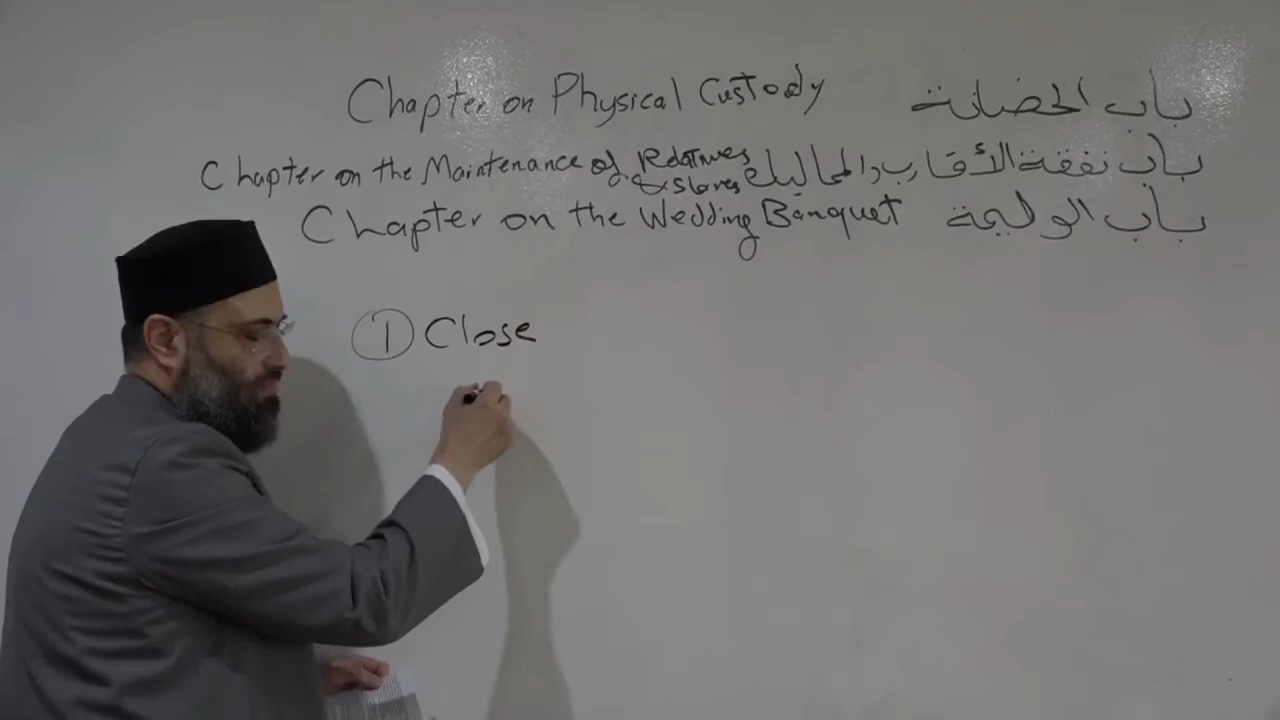 Chapter on Physical Custody باب الحضانة
Chapter on the Maintenance of Relatives & Slaves باب نفقة الأقارب والمماليك
Chapter on the Wedding Banquet باب الوليمة
1 Close